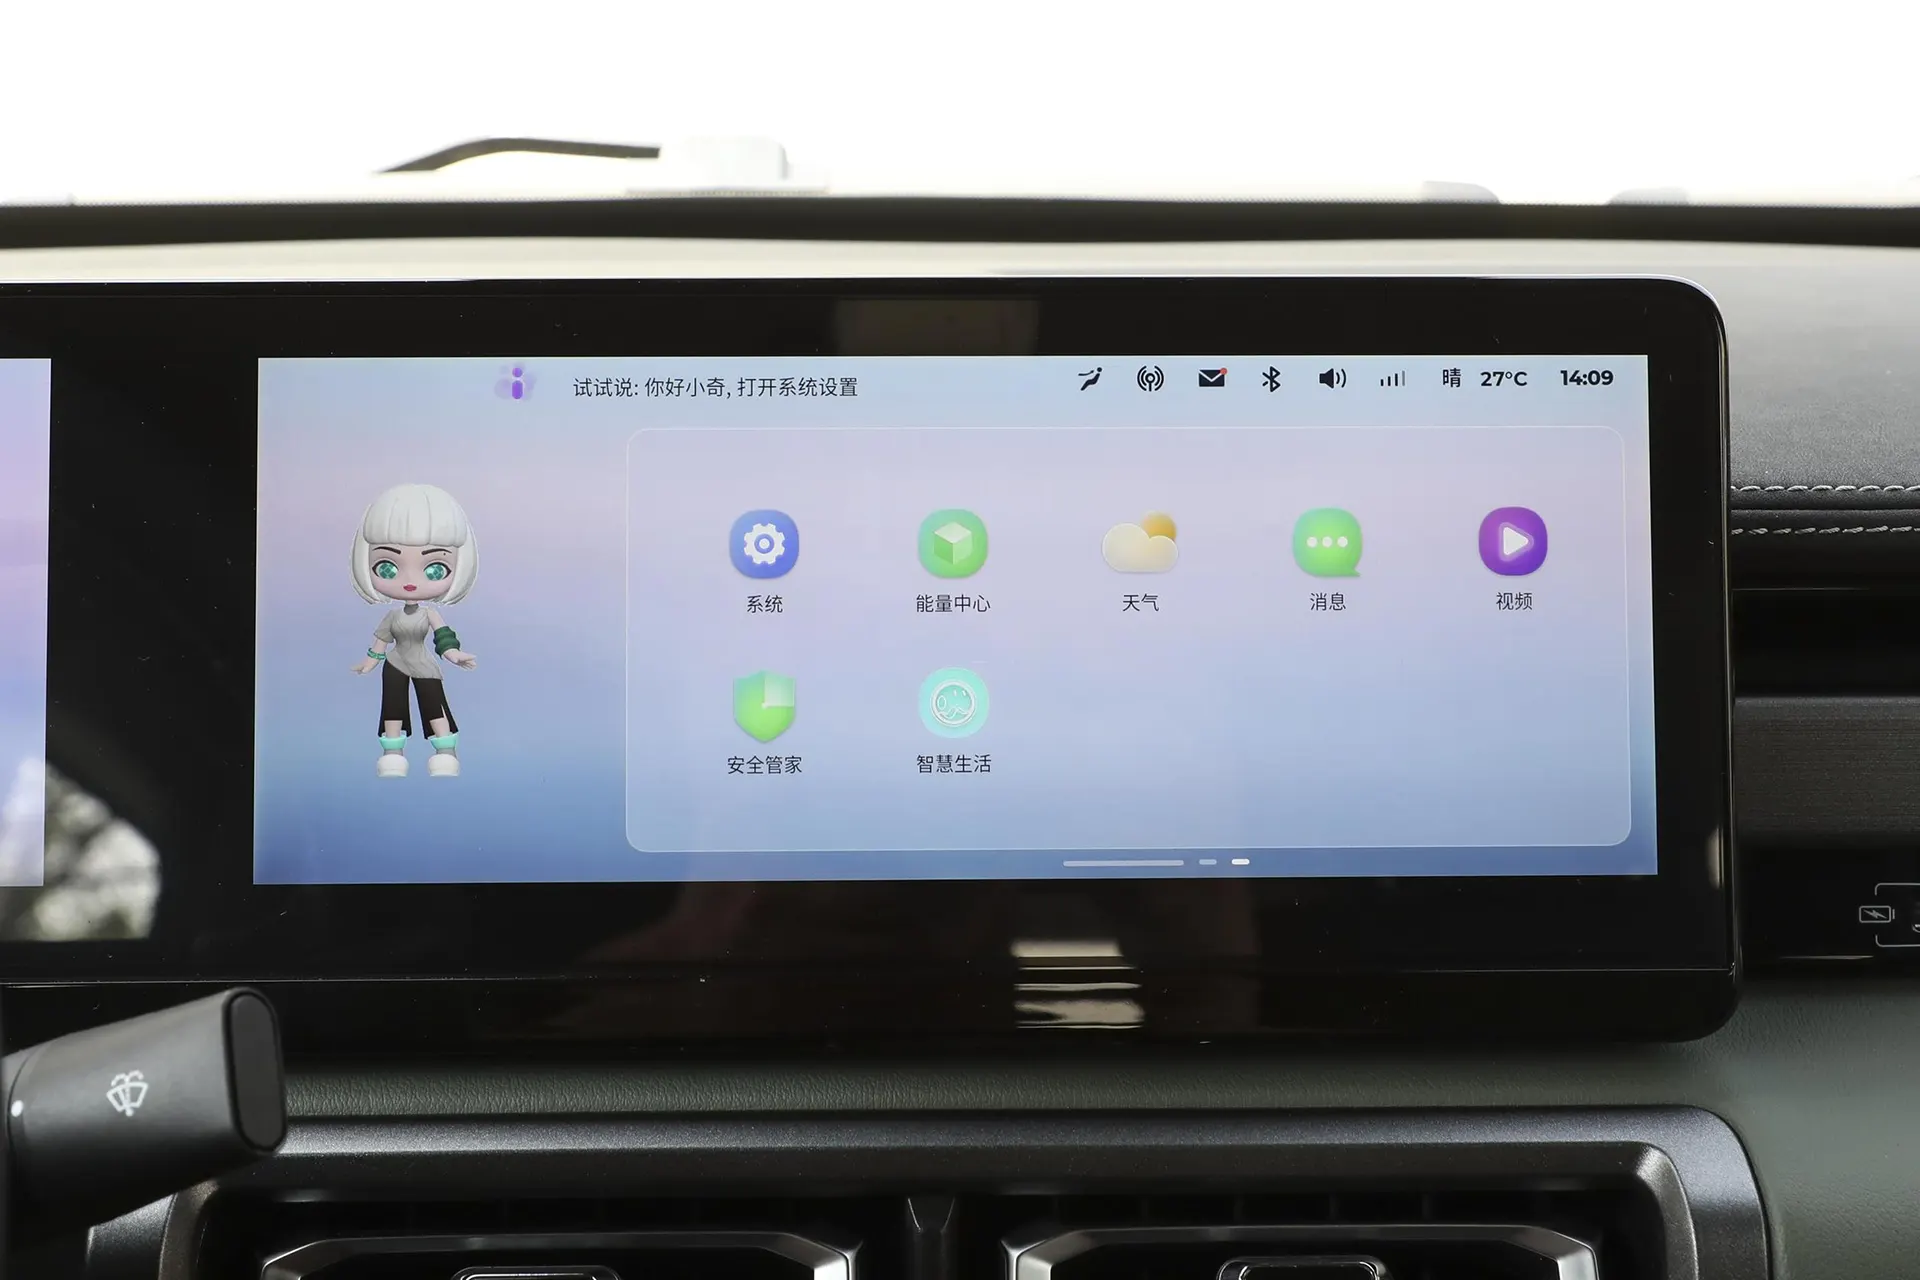 试试说: 你好小奇, 打开系统设置
晴 27°C 14:09
系统 能量中心 天气 消息 视频
安全管家 智慧生活